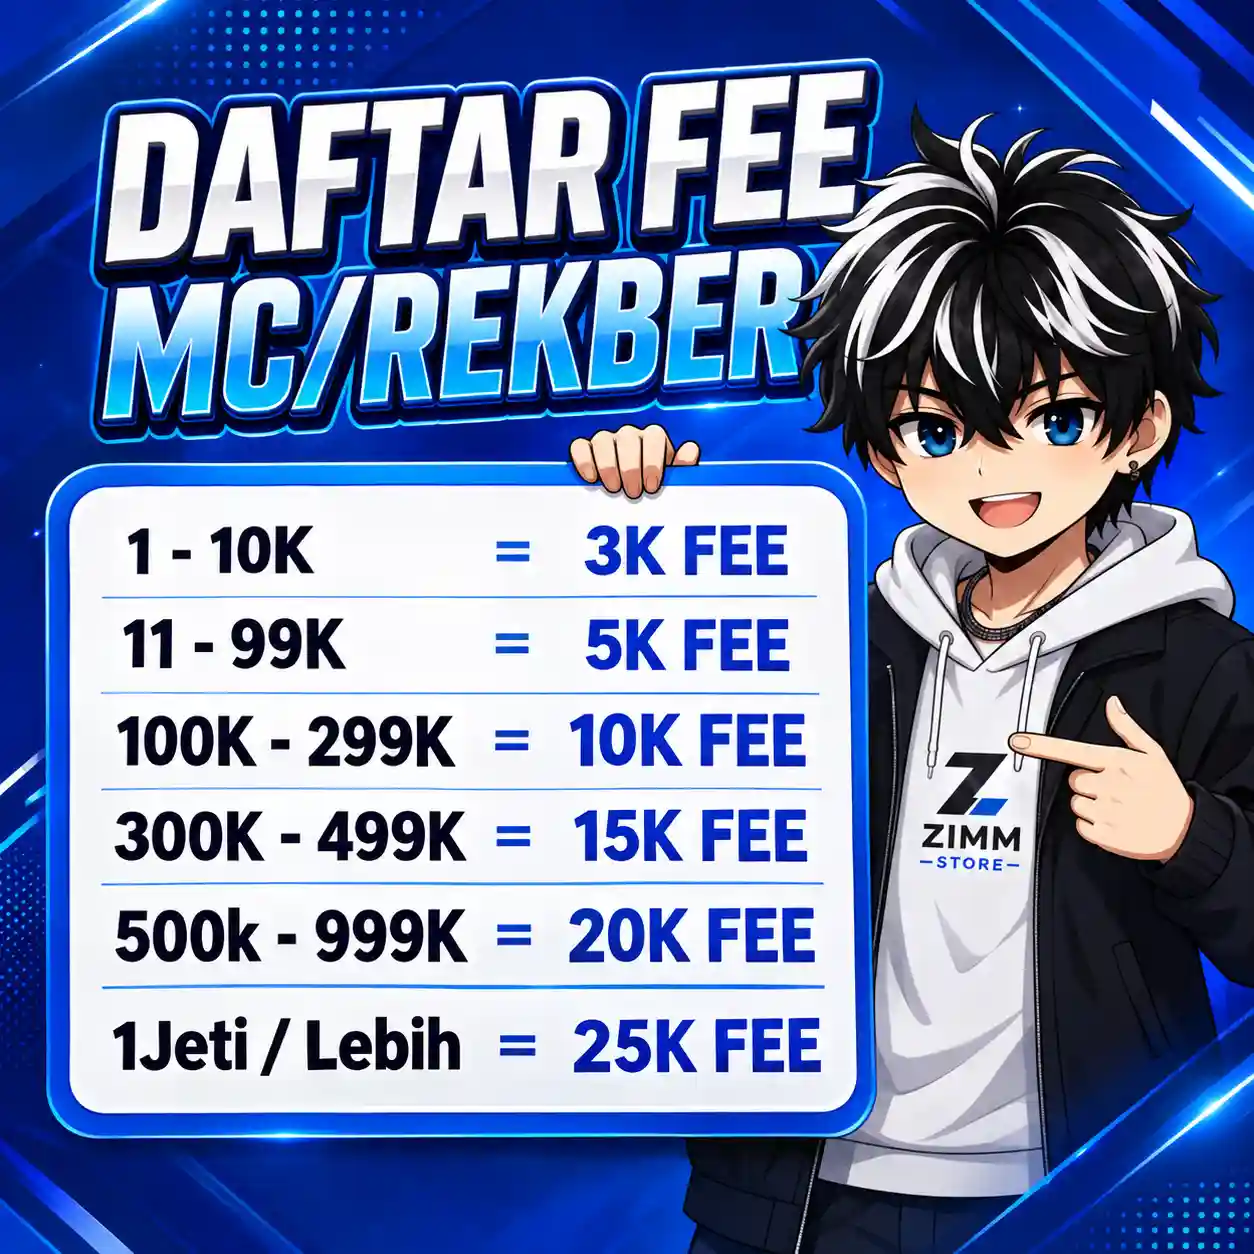 DAFTAR FEE
MC/REKBER
1 - 10K = 3K FEE
11 - 99K = 5K FEE
100K - 299K = 10K FEE
300K - 499K = 15K FEE
500k - 999K = 20K FEE
1Jeti / Lebih = 25K FEE
Z
ZIMM
STORE